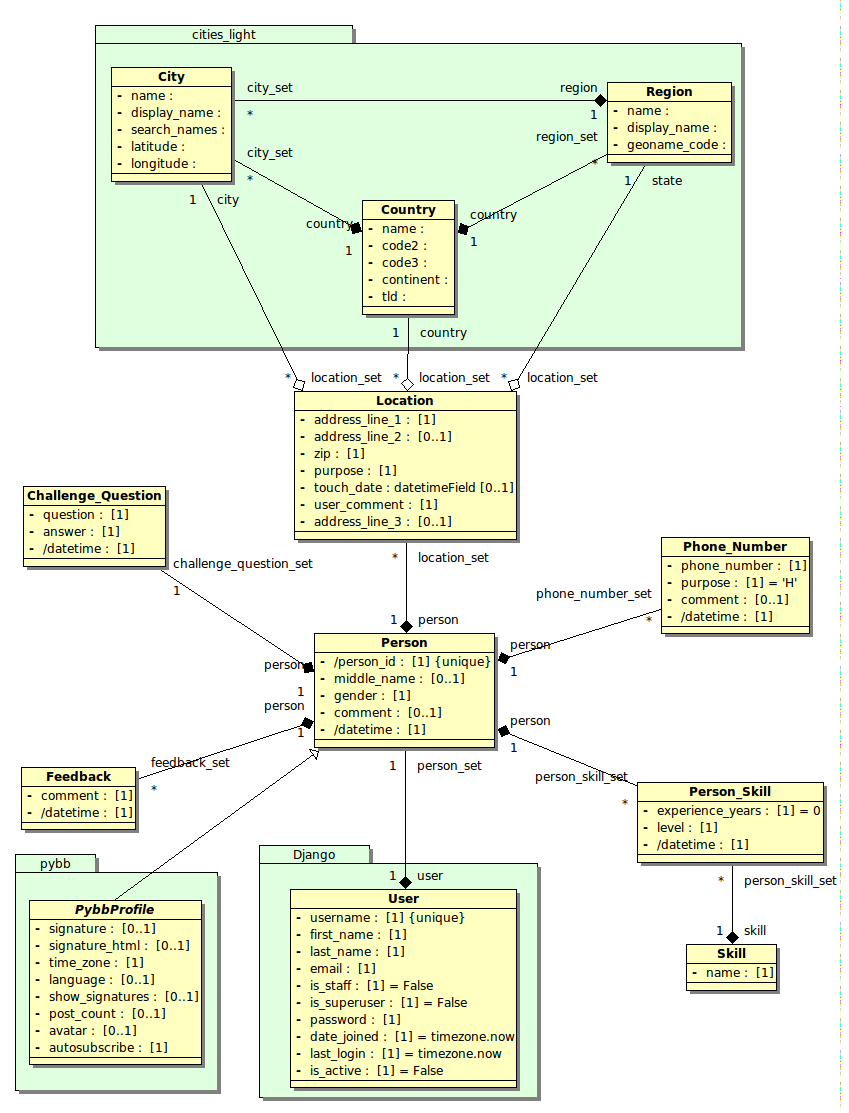 cities_light
City
- name :
- display_name :
- search_names :
- latitude :
- longitude :
city_set
*
region
1
Region
- name :
- display_name :
- geoname_code :
city_set
*
region_set
*
country
1
Country
- name :
- code2 :
- code3 :
- continent :
- tld :
country
1
1 city
1 state
1 country
* location_set
* location_set
* location_set
Location
- address_line_1 : [1]
- address_line_2 : [0..1]
- zip : [1]
- purpose : [1]
- touch_date : datetimeField [0..1]
- user_comment : [1]
- address_line_3 : [0..1]
Challenge_Question
- question : [1]
- answer : [1]
- /datetime : [1]
challenge_question_set
1
* location_set
1 person
Phone_Number
- phone_number : [1]
- purpose : [1] = 'H'
- comment : [0..1]
- /datetime : [1]
phone_number_set
*
person
1
person
1
Person
- /person_id : [1] {unique}
- middle_name : [0..1]
- gender : [1]
- comment : [0..1]
- /datetime : [1]
person
1
person
1
feedback_set
*
Feedback
- comment : [1]
- /datetime : [1]
1 person_set
person_skill_set
*
Person_Skill
- experience_years : [1] = 0
- level : [1]
- /datetime : [1]
* person_skill_set
1 skill
Skill
- name : [1]
pybb
PybbProfile
- signature : [0..1]
- signature_html : [0..1]
- time_zone : [1]
- language : [0..1]
- show_signatures : [0..1]
- post_count : [0..1]
- avatar : [0..1]
- autosubscribe : [1]
Django
1 user
User
- username : [1] {unique}
- first_name : [1]
- last_name : [1]
- email : [1]
- is_staff : [1] = False
- is_superuser : [1] = False
- password : [1]
- date_joined : [1] = timezone.now
- last_login : [1] = timezone.now
- is_active : [1] = False